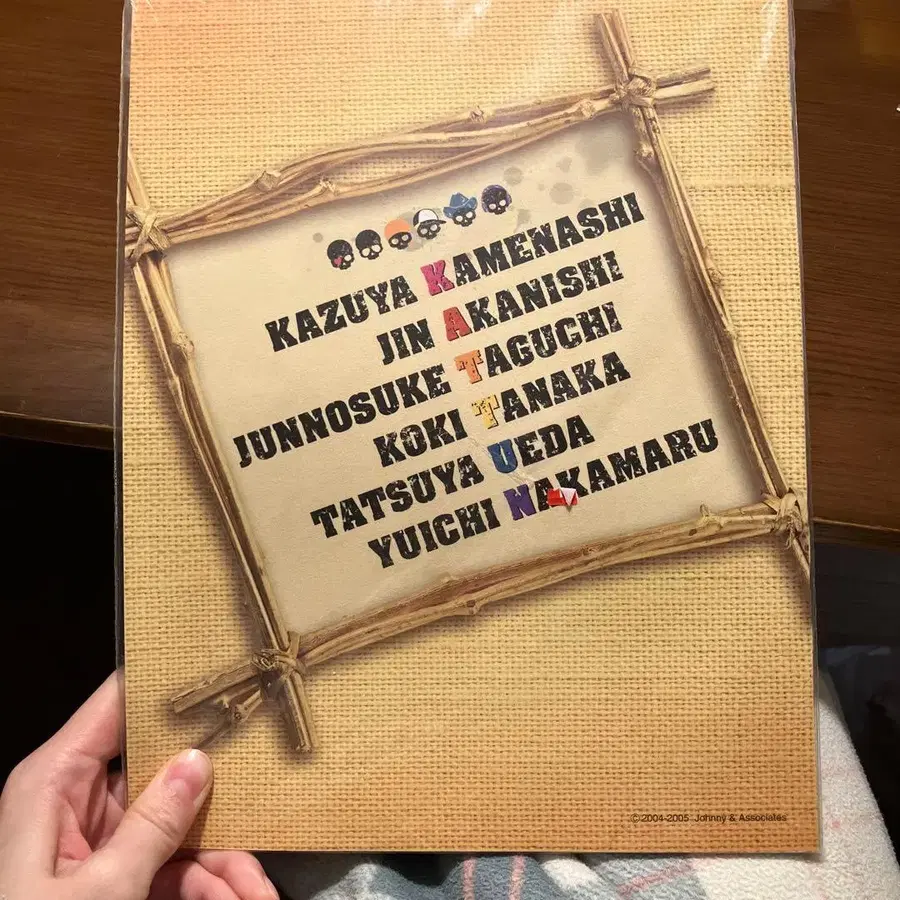 KAZUYA KAMENASHI
JIN AKANISHI
JUNNOSUKE TAGUCHI
KOKI TANAKA
TATSUYA UEDA
YUICHI NAKAMARU
©2004-2005 Johnny & Associates